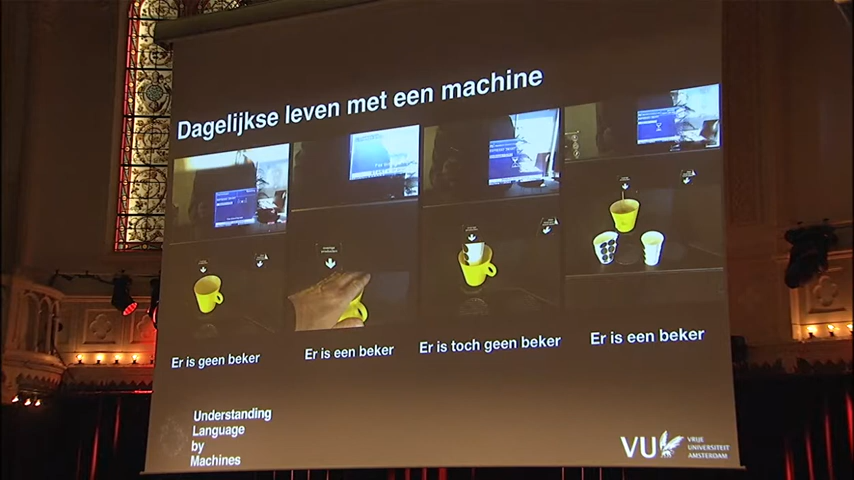 Dagelijkse leven met een machine
Er is geen beker
Er is een beker
Er is toch geen beker
Er is een beker
Understanding
Language
by
Machines
VU
VRIJE
UNIVERSITEIT
AMSTERDAM